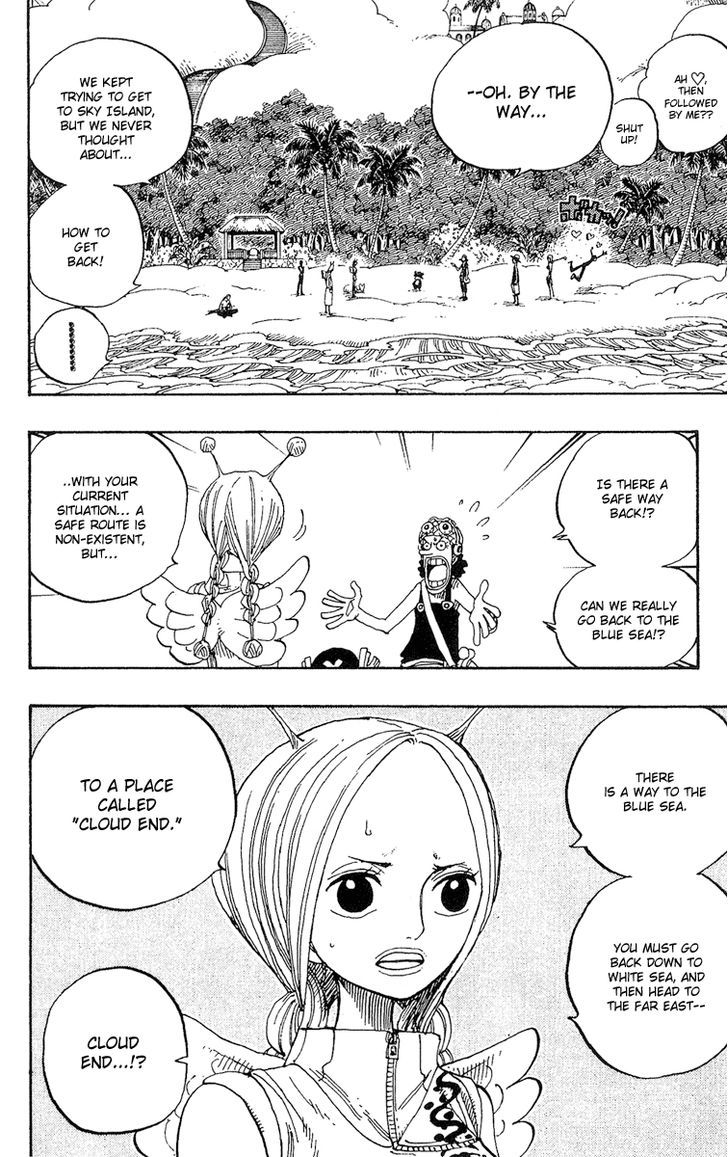 AH ♡,
THEN
FOLLOWED
BY ME??
SHUT
UP!
--OH. BY THE
WAY...
WE KEPT
TRYING TO GET
TO SKY ISLAND,
BUT WE NEVER
THOUGHT
ABOUT...
HOW TO
GET
BACK!
IS THERE A
SAFE WAY
BACK!?
CAN WE REALLY
GO BACK TO THE
BLUE SEA!?
..WITH YOUR
CURRENT
SITUATION... A
SAFE ROUTE IS
NON-EXISTENT,
BUT...
THERE
IS A WAY TO THE
BLUE SEA.
YOU MUST GO
BACK DOWN TO
WHITE SEA, AND
THEN HEAD TO
THE FAR EAST--
TO A PLACE
CALLED
"CLOUD END."
CLOUD
END...!?